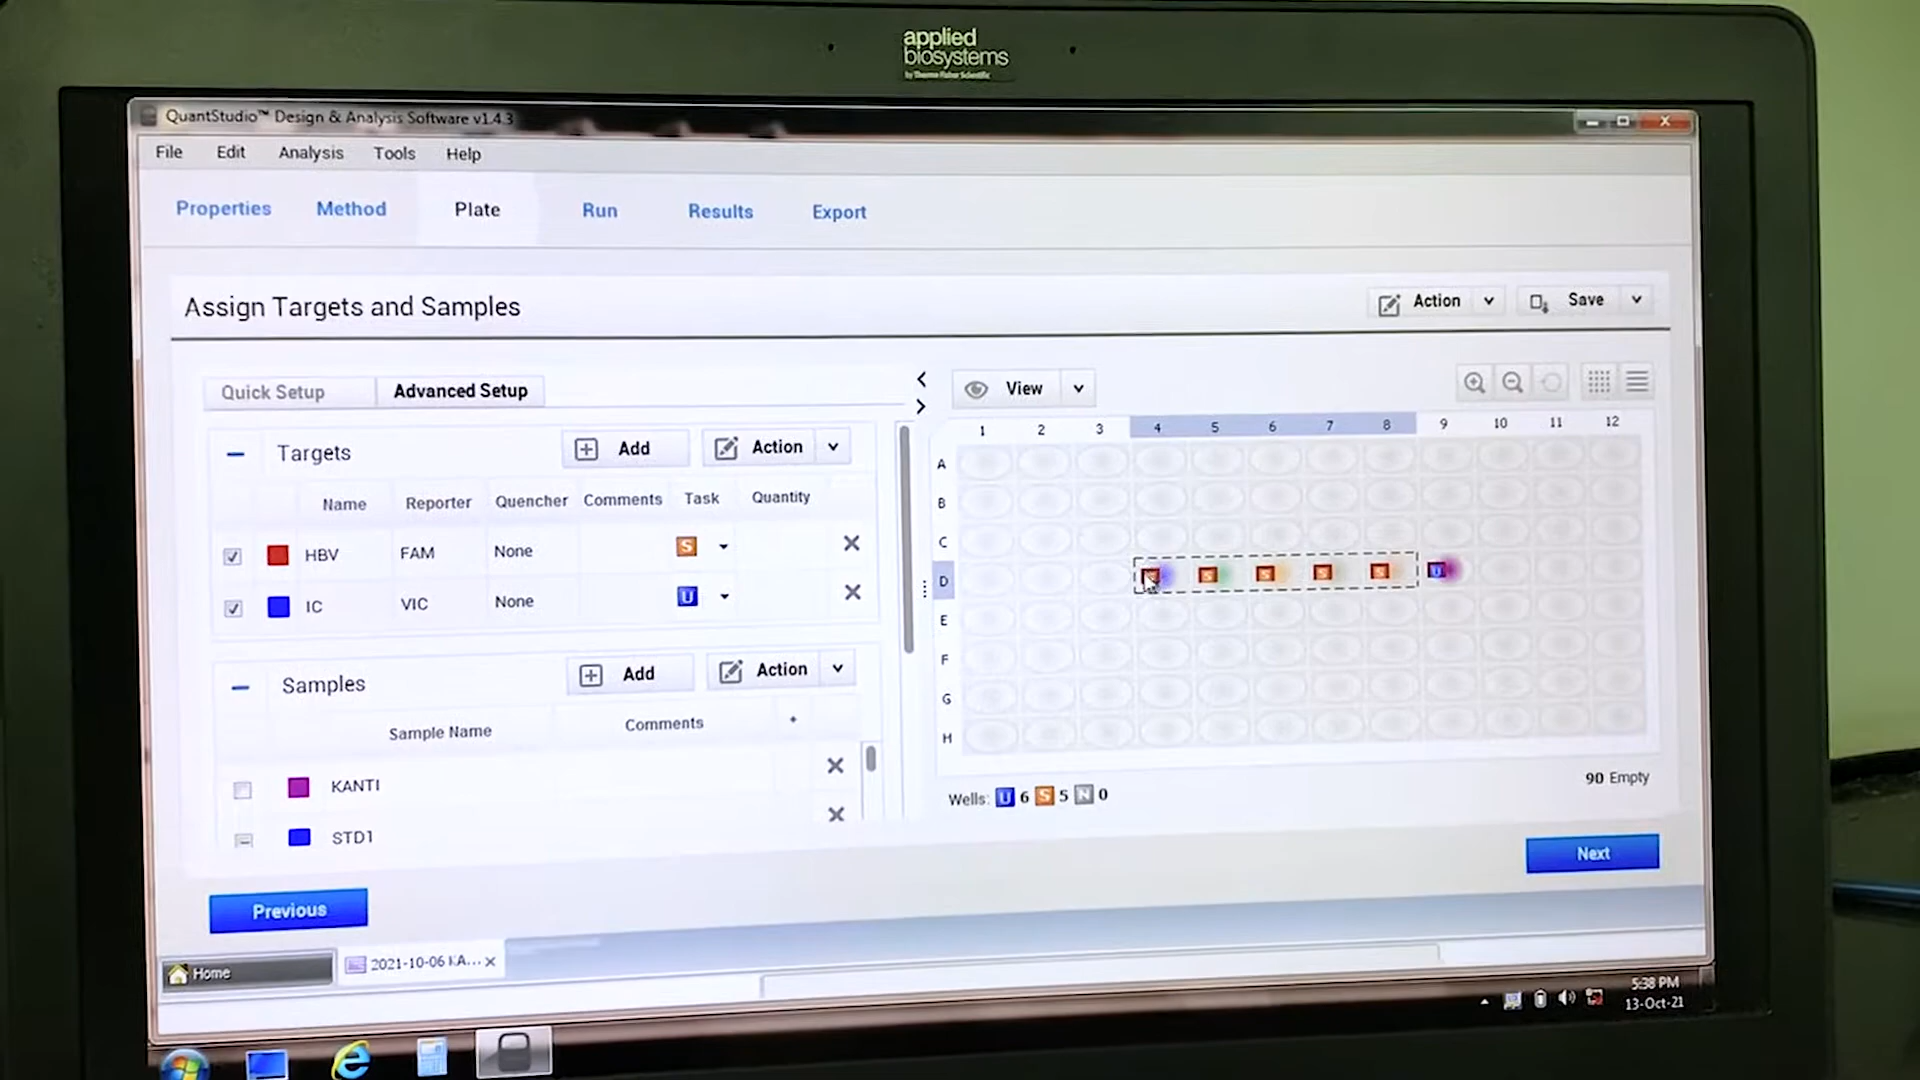 applied
biosystems
by Thermo Fisher Scientific
QuantStudio™ Design & Analysis Software v1.4.3
File Edit Analysis Tools Help
Properties Method Plate Run Results Export
Assign Targets and Samples
Action Save
Quick Setup Advanced Setup
View
Targets Add Action
Name Reporter Quencher Comments Task Quantity
HBV FAM None S
IC VIC None U
Samples Add Action
Sample Name Comments
KANTI
STD1
1 2 3 4 5 6 7 8 9 10 11 12
A
B
C
D S S S S U
E
F
G
H
Wells: U 6 S 5 N 0
90 Empty
Previous
Next
Home 2021-10-06 KA...
5:38 PM
13-Oct-21